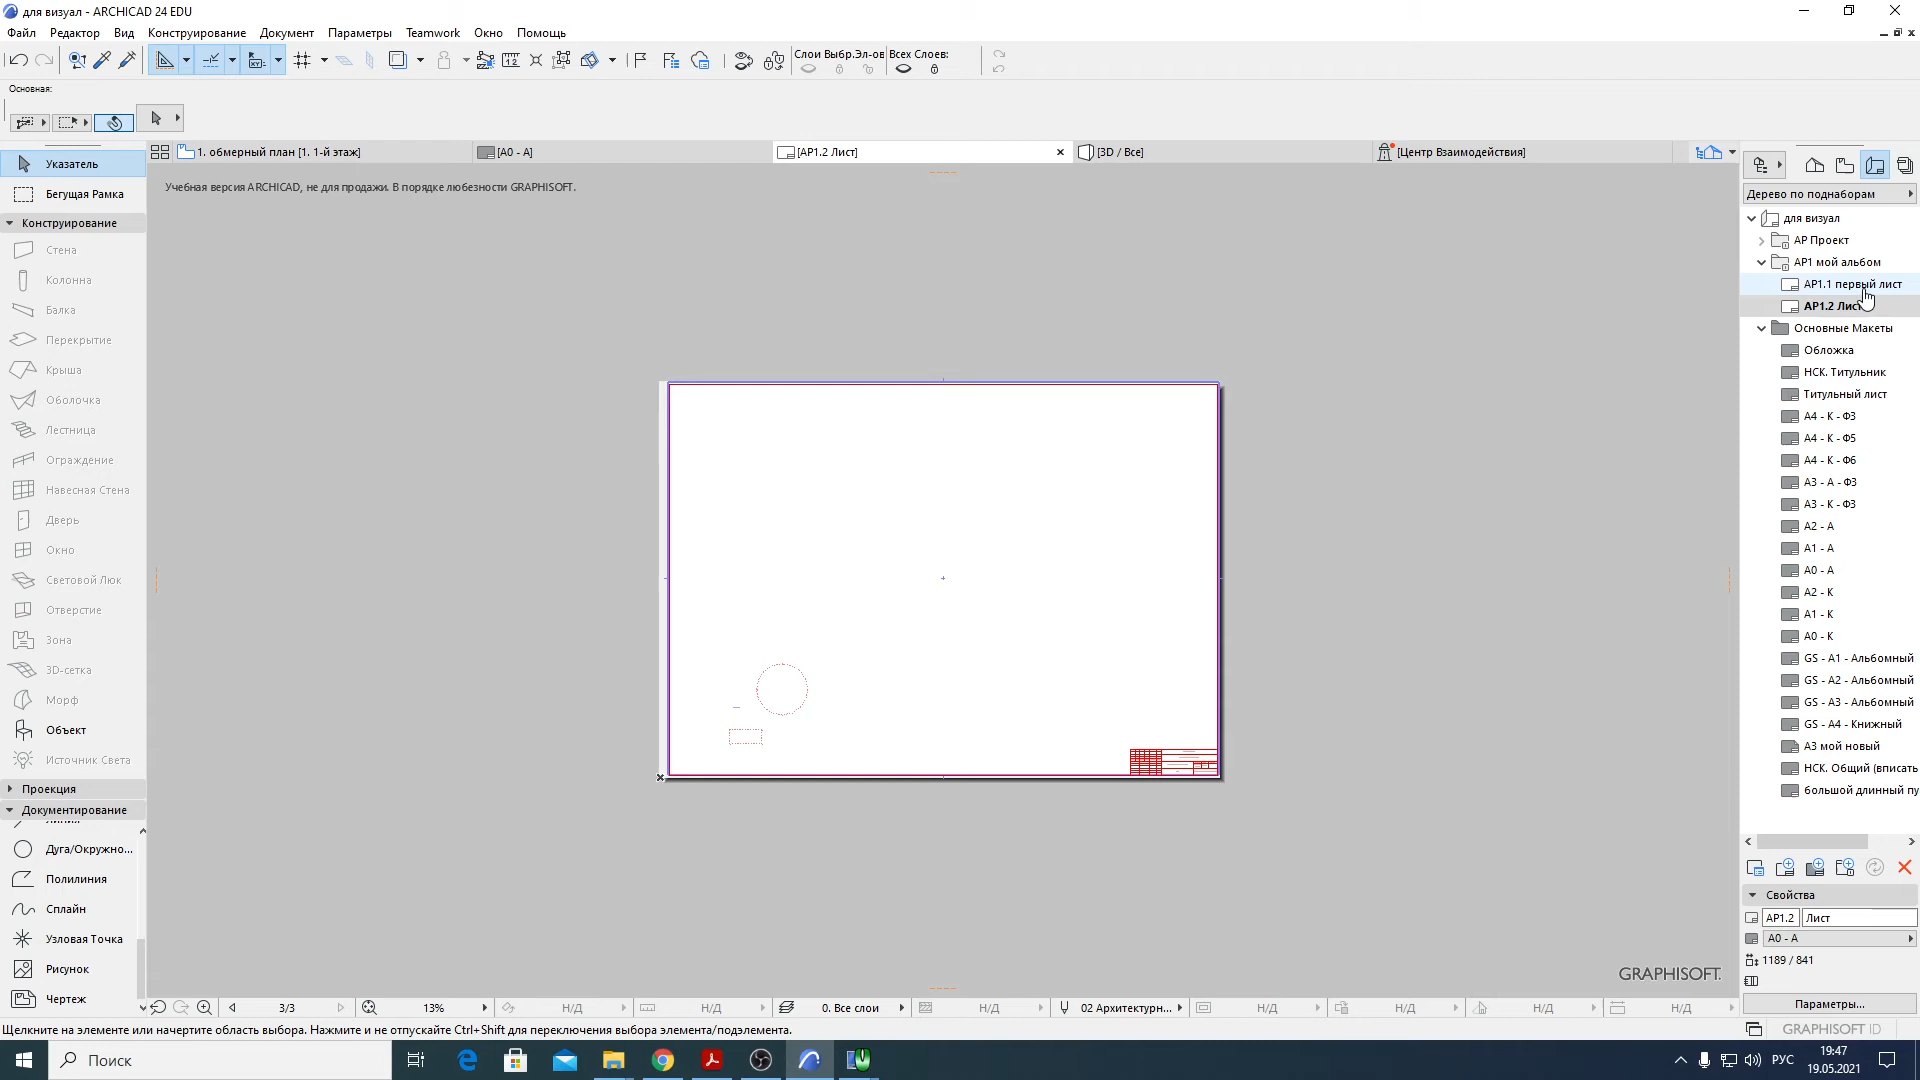 для визуал - ARCHICAD 24 EDU
Файл Редактор Вид Конструирование Документ Параметры Teamwork Окно Помощь
Слои Выбр.Эл-ов Всех Слоев:
Основная:
1. обмерный план [1. 1-й этаж]
[А0 - А]
[АР1.2 Лист]
[3D / Все]
[Центр Взаимодействия]
Учебная версия ARCHICAD, не для продажи. В порядке любезности GRAPHISOFT.
Указатель
Бегущая Рамка
Конструирование
Стена
Колонна
Балка
Перекрытие
Крыша
Оболочка
Лестница
Ограждение
Навесная Стена
Дверь
Окно
Световой Люк
Отверстие
Зона
3D-сетка
Морф
Объект
Источник Света
Проекция
Документирование
Линия
Дуга/Окружно...
Полилиния
Сплайн
Узловая Точка
Рисунок
Чертеж
Дерево по поднаборам
для визуал
АР Проект
АР1 мой альбом
АР1.1 первый лист
АР1.2 Лист
Основные Макеты
Обложка
НСК. Титульник
Титульный лист
А4 - К - Ф3
А4 - К - Ф5
А4 - К - Ф6
А3 - А - Ф3
А3 - К - Ф3
А2 - А
А1 - А
А0 - А
А2 - К
А1 - К
А0 - К
GS - A1 - Альбомный
GS - A2 - Альбомный
GS - A3 - Альбомный
GS - A4 - Книжный
А3 мой новый
НСК. Общий (вписать
большой длинный пу
Свойства
АР1.2 Лист
А0 - А
1189 / 841
Параметры...
GRAPHISOFT.
3/3 13% Н/Д Н/Д 0. Все слои Н/Д 02 Архитектурн... Н/Д Н/Д Н/Д Н/Д
Щелкните на элементе или начертите область выбора. Нажмите и не отпускайте Ctrl+Shift для переключения выбора элемента/подэлемента.
GRAPHISOFT ID
Поиск
РУС
19:47
19.05.2021